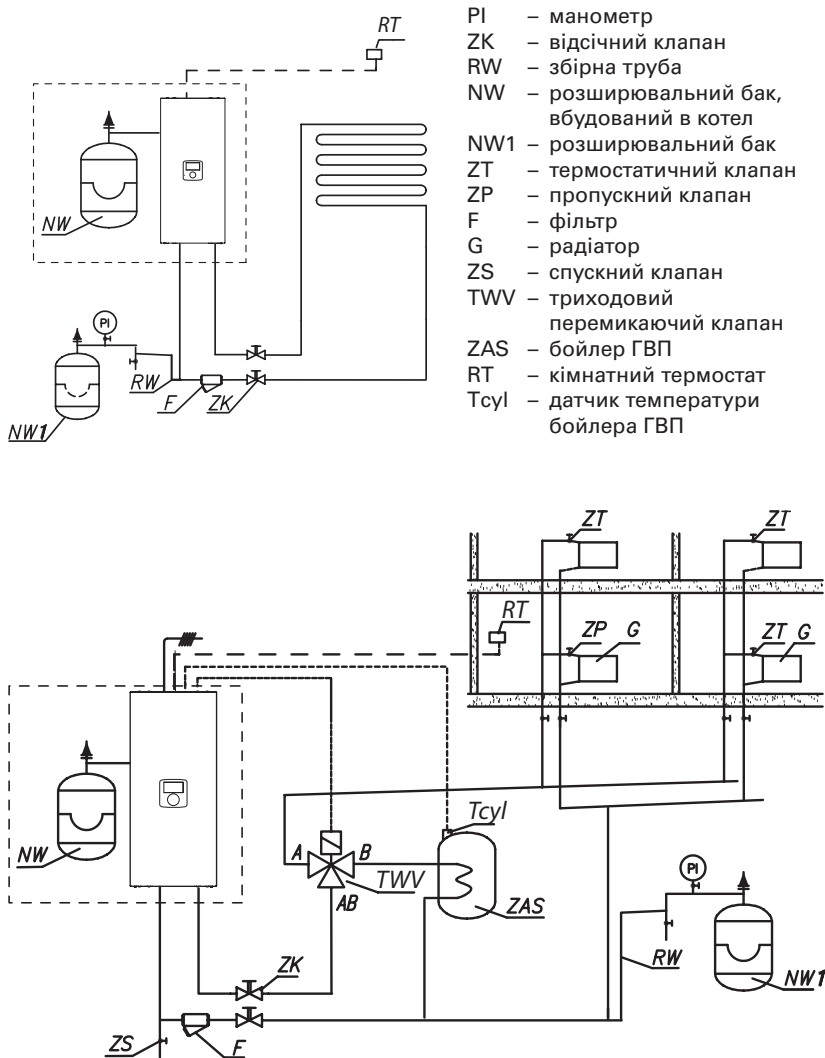 RT
NW
PI
NW1
RW
F
ZK
PI – манометр
ZK – відсічний клапан
RW – збірна труба
NW – розширювальний бак,
вбудований в котел
NW1 – розширювальний бак
ZT – термостатичний клапан
ZP – пропускний клапан
F – фільтр
G – радіатор
ZS – спускний клапан
TWV – триходовий
перемикаючий клапан
ZAS – бойлер ГВП
RT – кімнатний термостат
Tcyl – датчик температури
бойлера ГВП
ZT
ZT
RT
ZP
G
ZT
G
NW
Tcyl
A
B
TWV
AB
ZAS
PI
ZK
RW
NW1
ZS
F